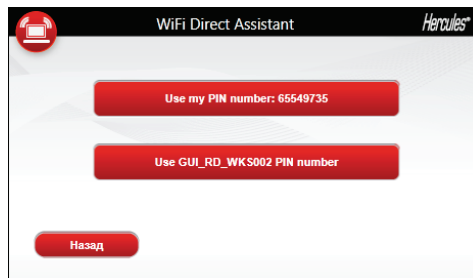 WiFi Direct Assistant
Hercules
Use my PIN number: 65549735
Use GUI_RD_WKS002 PIN number
Назад